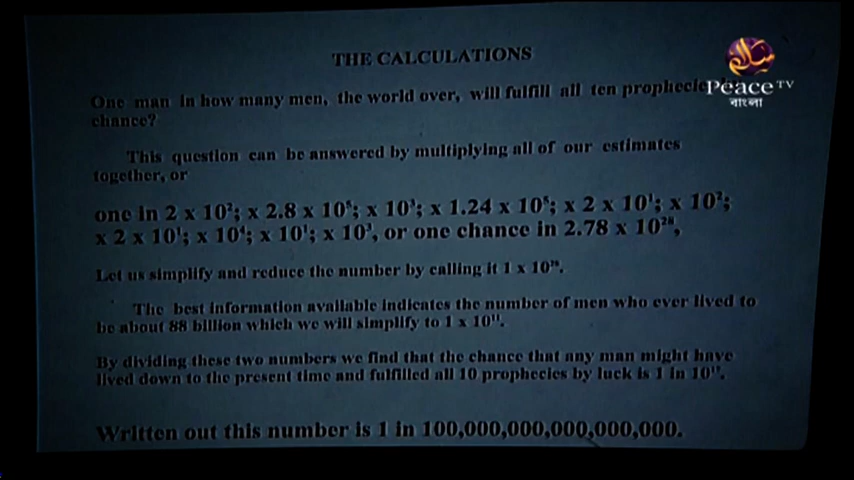 THE CALCULATIONS
One man in how many men, the world over, will fulfill all ten prophecies
chance?
This question can be answered by multiplying all of our estimates
together, or
one in 2 x 10²; x 2.8 x 10⁵; x 10³; x 1.24 x 10⁵; x 2 x 10¹; x 10²;
x 2 x 10¹; x 10⁴; x 10¹; x 10³, or one chance in 2.78 x 10²⁸,
Let us simplify and reduce the number by calling it 1 x 10²⁸.
The best information available indicates the number of men who ever lived to
be about 88 billion which we will simplify to 1 x 10¹¹.
By dividing these two numbers we find that the chance that any man might have
lived down to the present time and fulfilled all 10 prophecies by luck is 1 in 10¹⁷.
Written out this number is 1 in 100,000,000,000,000,000.
Peace TV
বাংলা